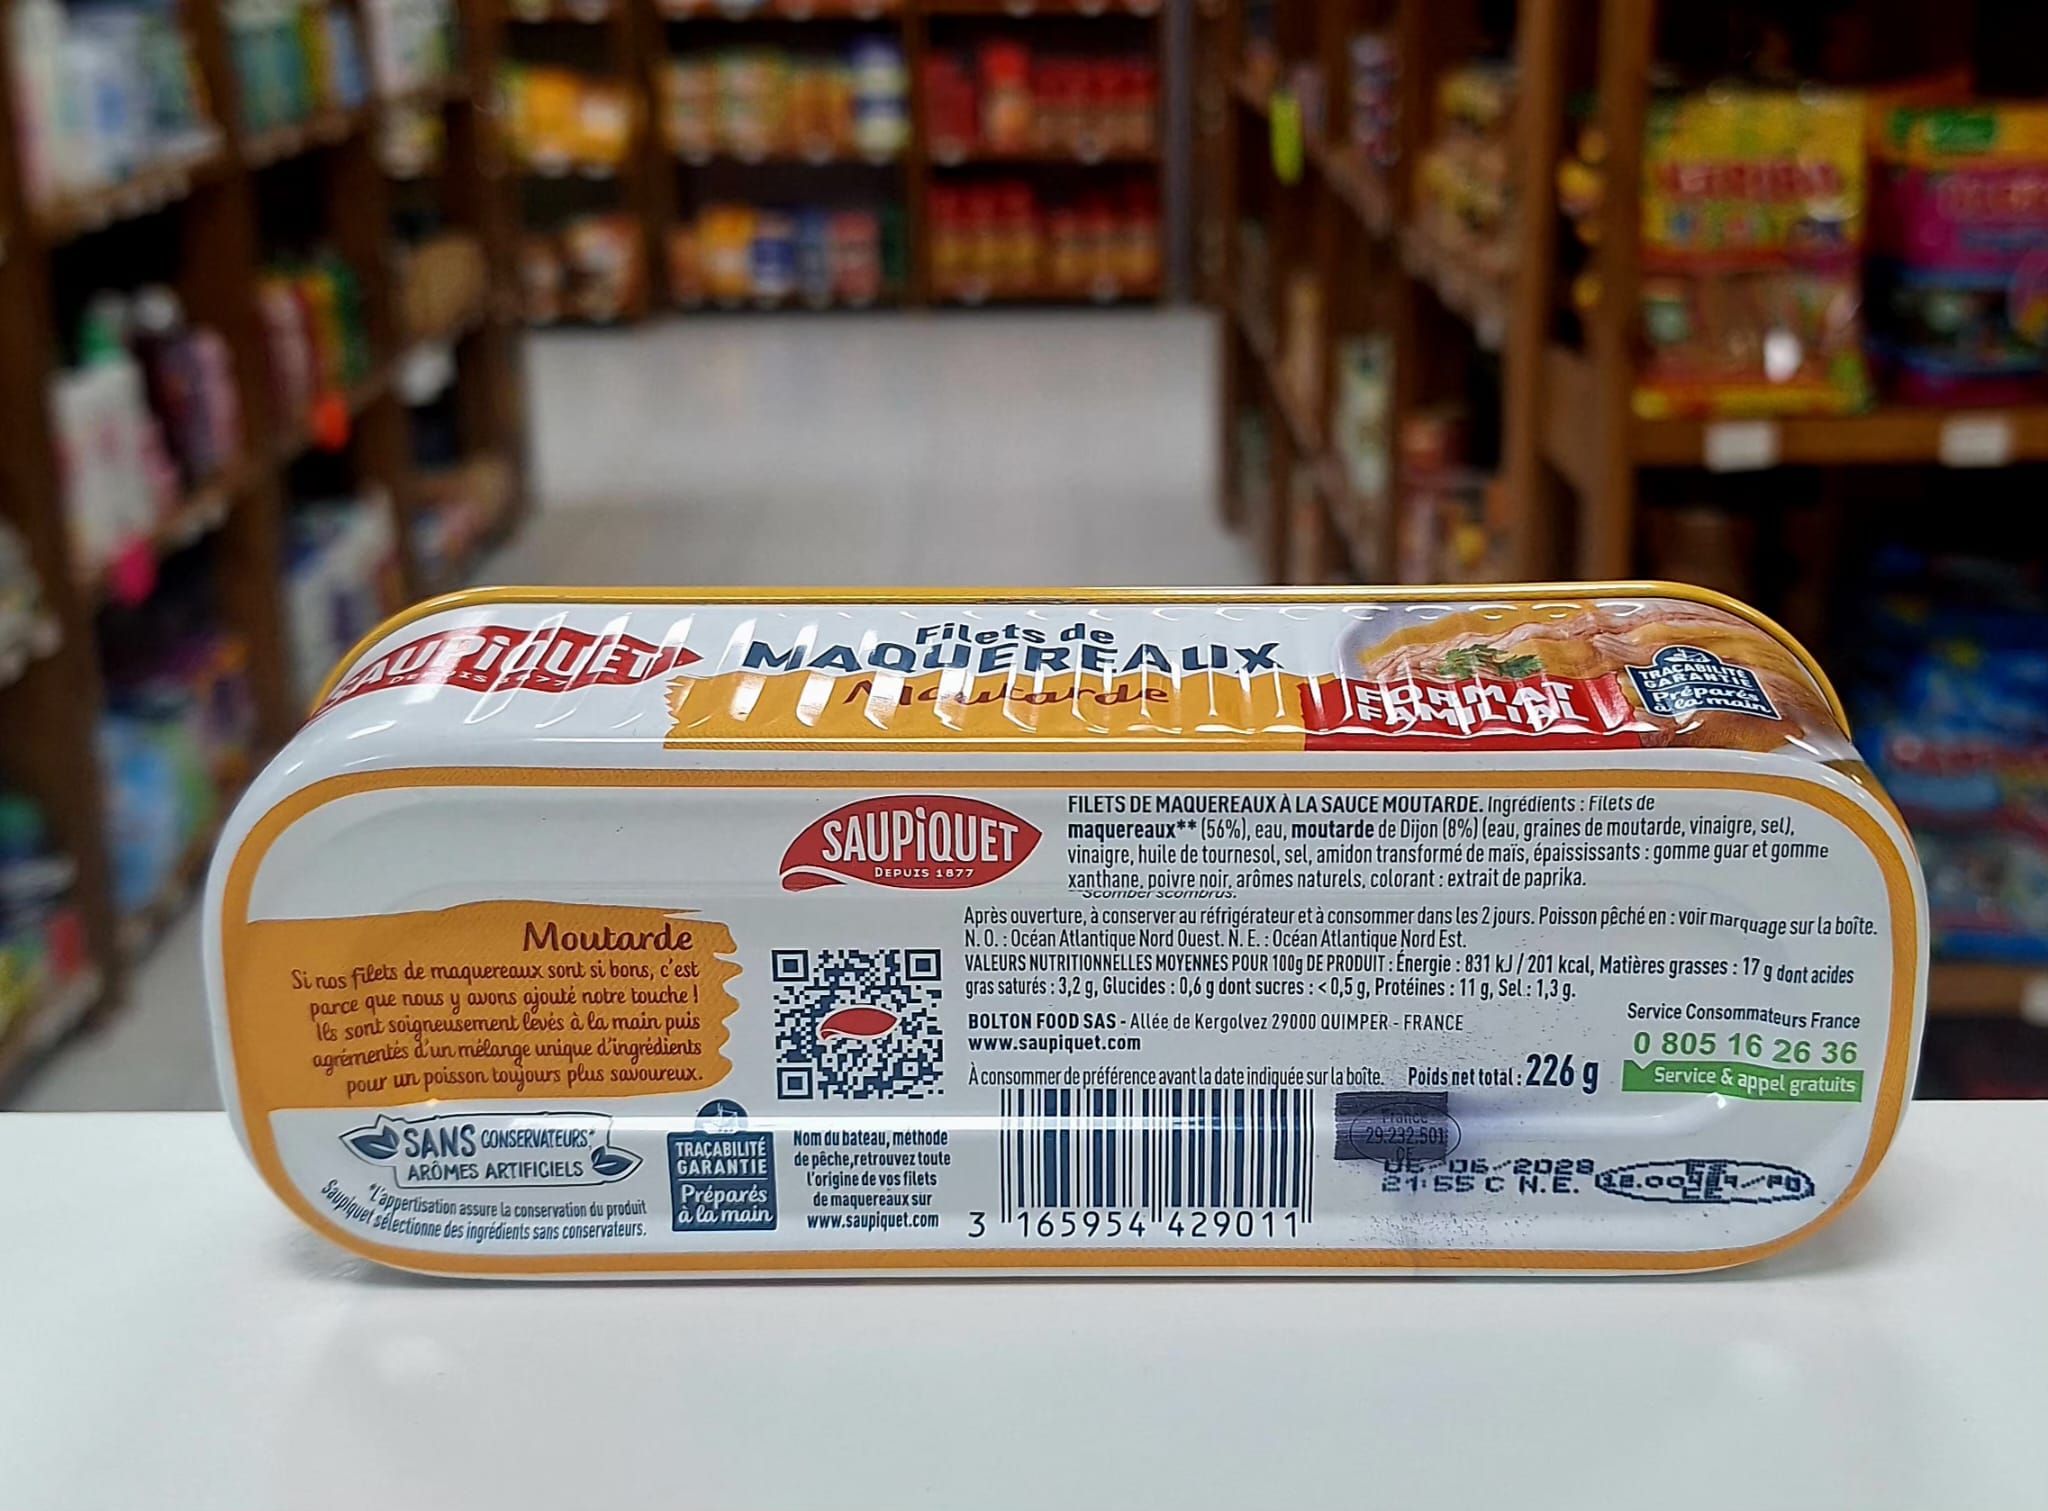 SAUPiQUET
DEPUIS 1877
Filets de
MAQUEREAUX
Moutarde
FORMAT
FAMILIAL
TRAÇABILITÉ
GARANTIE
Préparés
à la main
SAUPiQUET
DEPUIS 1877
FILETS DE MAQUEREAUX À LA SAUCE MOUTARDE. Ingrédients : Filets de
maquereaux** (56%), eau, moutarde de Dijon (8%) (eau, graines de moutarde, vinaigre, sel),
vinaigre, huile de tournesol, sel, amidon transformé de maïs, épaississants : gomme guar et gomme
xanthane, poivre noir, arômes naturels, colorant : extrait de paprika.
**Scomber scombrus.
Après ouverture, à conserver au réfrigérateur et à consommer dans les 2 jours. Poisson pêché en : voir marquage sur la boîte.
N. O. : Océan Atlantique Nord Ouest. N. E. : Océan Atlantique Nord Est.
VALEURS NUTRITIONNELLES MOYENNES POUR 100g DE PRODUIT : Énergie : 831 kJ / 201 kcal, Matières grasses : 17 g dont acides
gras saturés : 3,2 g, Glucides : 0,6 g dont sucres : < 0,5 g, Protéines : 11 g, Sel : 1,3 g.
BOLTON FOOD SAS - Allée de Kergolvez 29000 QUIMPER - FRANCE
www.saupiquet.com
À consommer de préférence avant la date indiquée sur la boîte. Poids net total : 226 g
Service Consommateurs France
0 805 16 26 36
Service & appel gratuits
Moutarde
Si nos filets de maquereaux sont si bons, c'est
parce que nous y avons ajouté notre touche !
Ils sont soigneusement levés à la main puis
agrémentés d'un mélange unique d'ingrédients
pour un poisson toujours plus savoureux.
SANS CONSERVATEURS*
ARÔMES ARTIFICIELS
*L'appertisation assure la conservation du produit
Saupiquet sélectionne des ingrédients sans conservateurs.
TRAÇABILITÉ
GARANTIE
Préparés
à la main
Nom du bateau, méthode
de pêche, retrouvez toute
l'origine de vos filets
de maquereaux sur
www.saupiquet.com
3 165954 429011
France
29.232.501
CE
06-2028
21:55 C N.E.